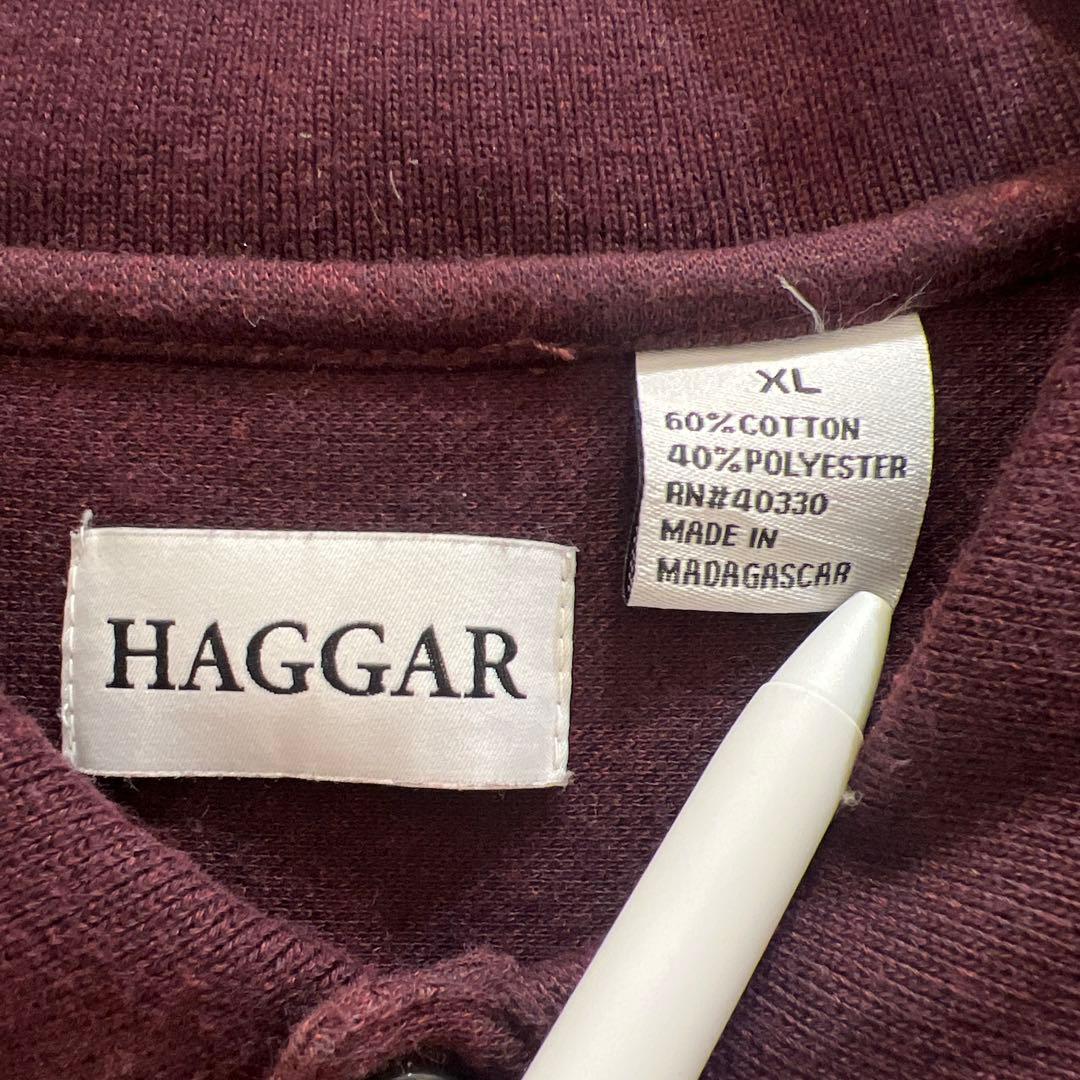 HAGGAR
XL
60%COTTON
40%POLYESTER
RN#40330
MADE IN
MADAGASCAR